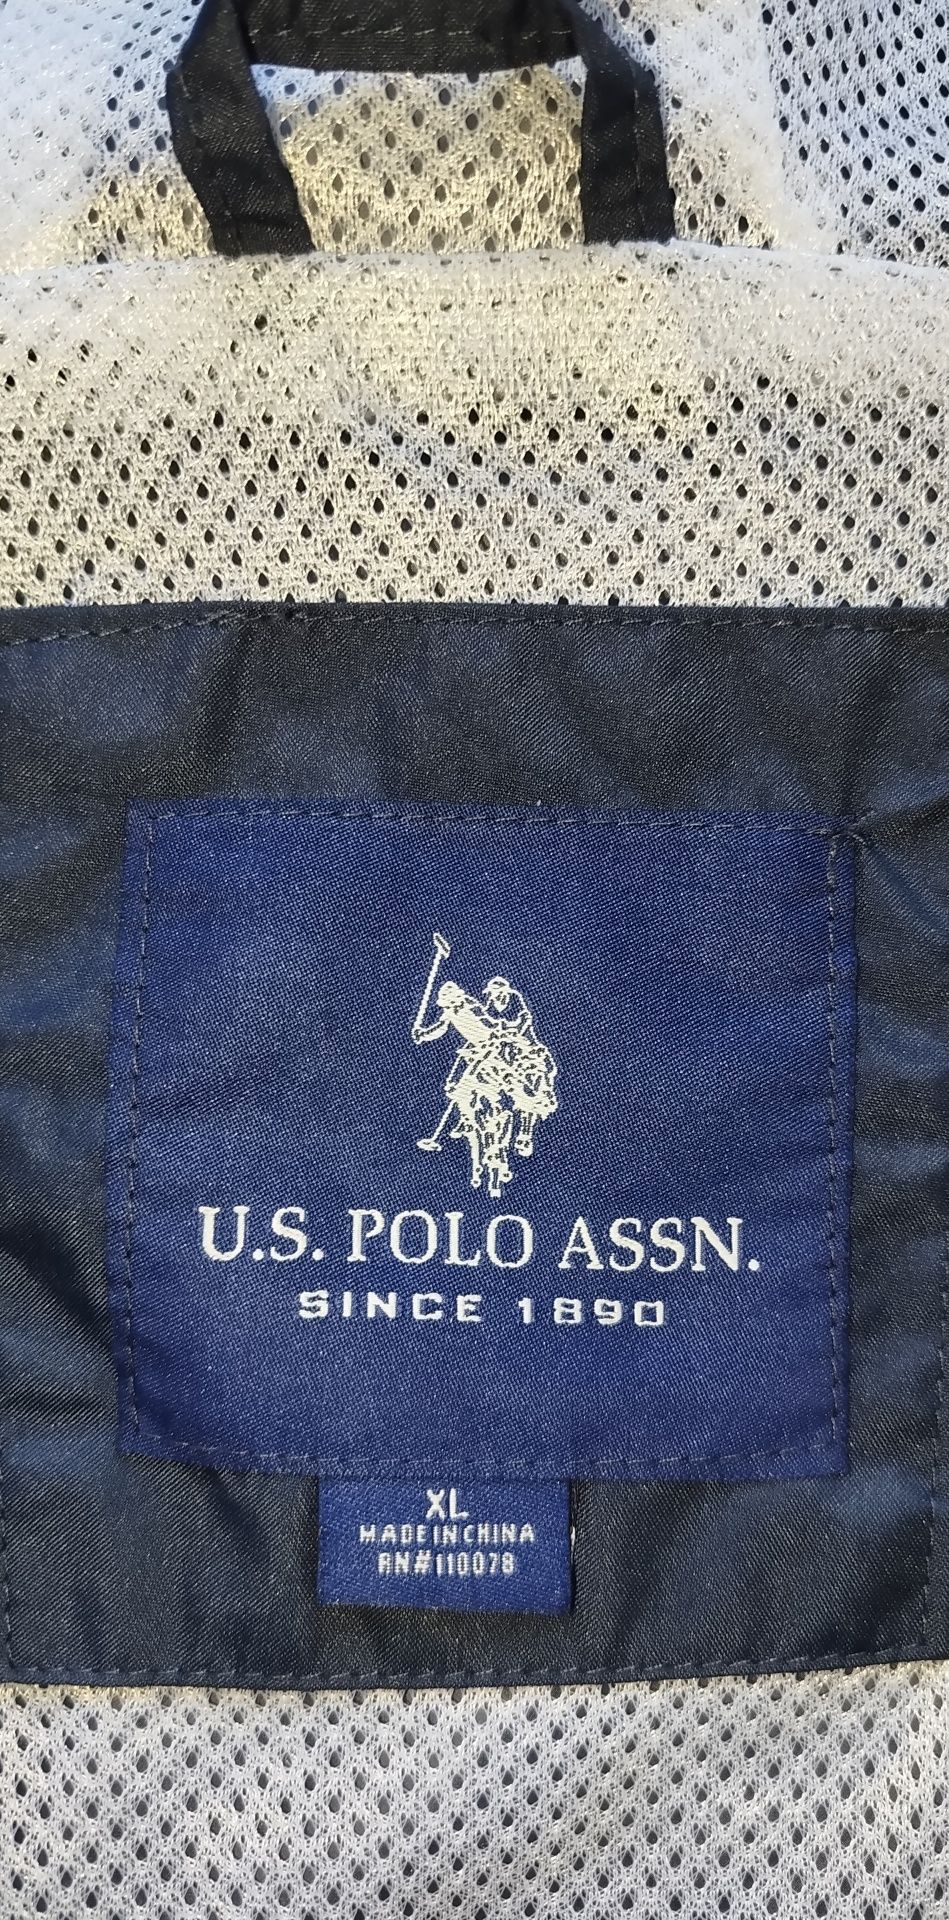 U.S. POLO ASSN.
SINCE 1890
XL
MADE IN CHINA
RN#110078